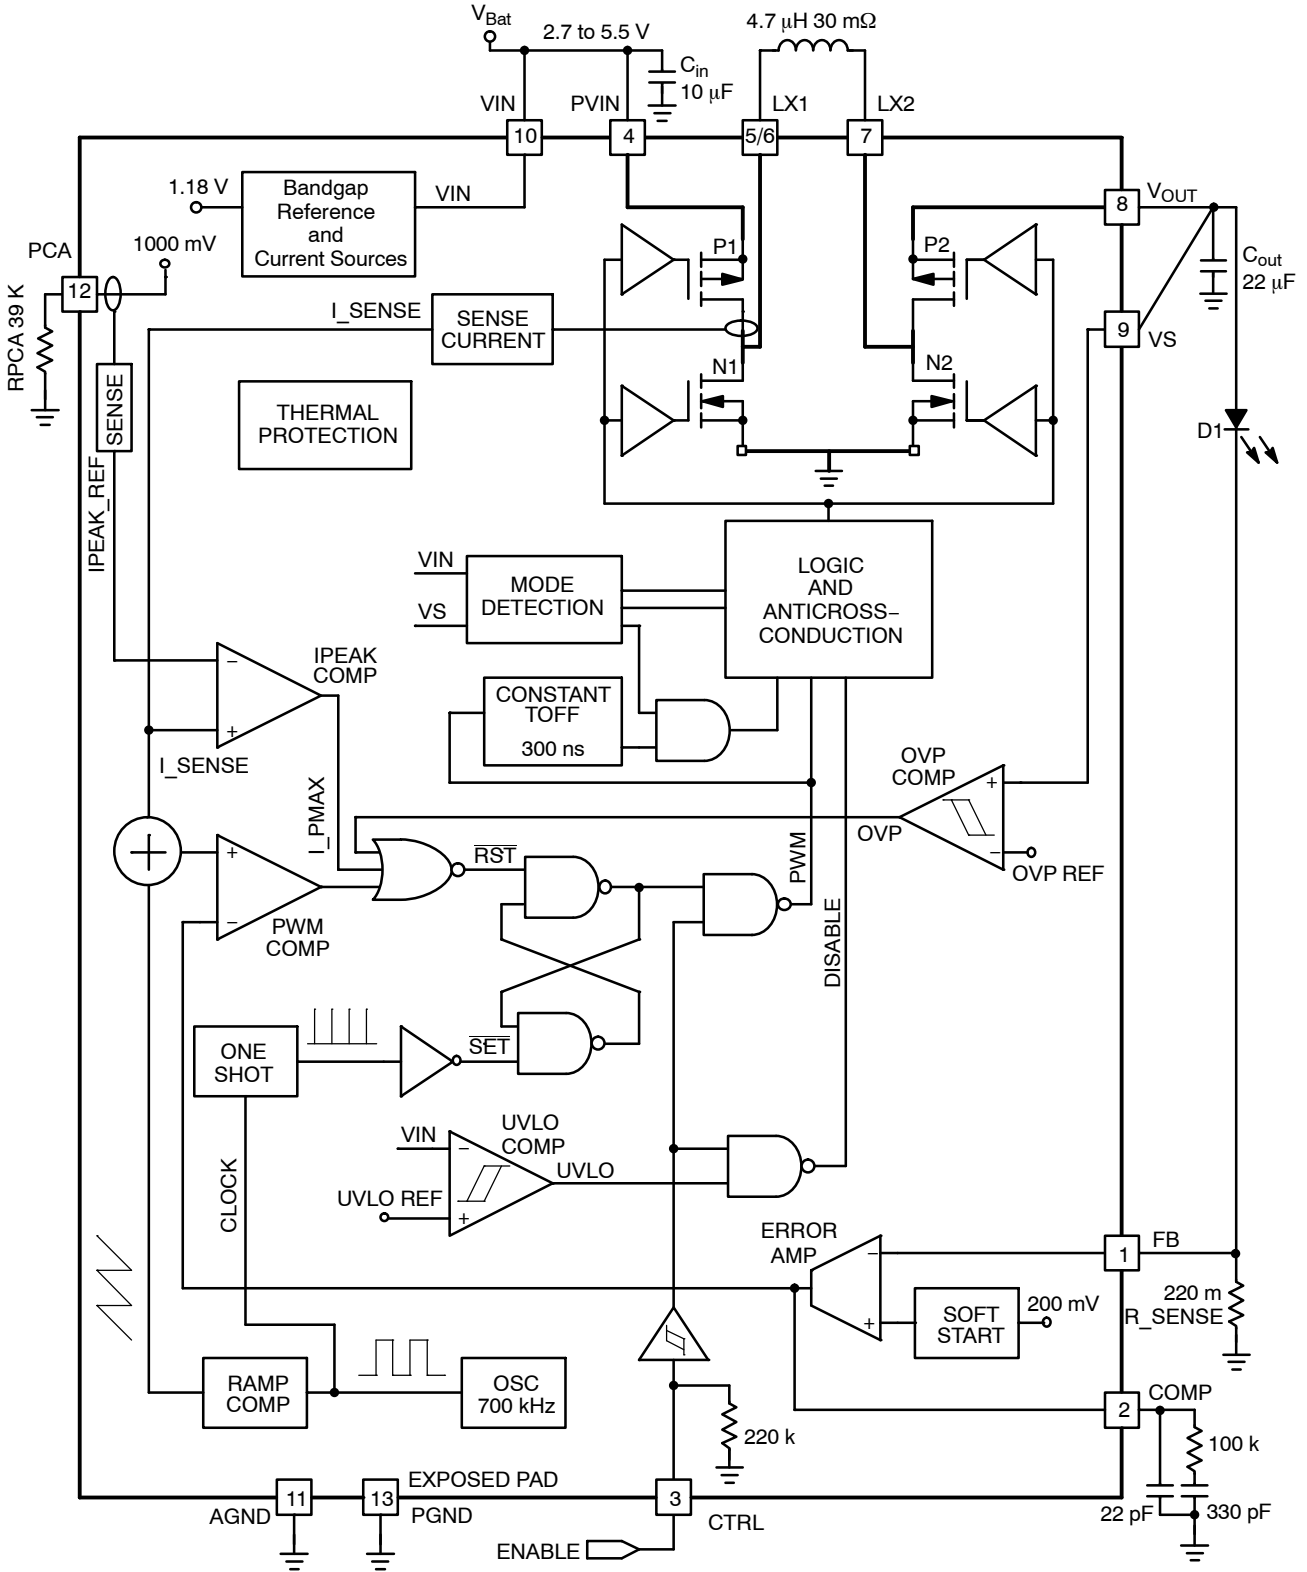 V_Bat
2.7 to 5.5 V
4.7 μH 30 mΩ
C_in
10 μF
VIN
PVIN
LX1
LX2
10
4
5/6
7
1.18 V
Bandgap
Reference
and
Current Sources
VIN
8
V_OUT
PCA
1000 mV
P1
P2
C_out
22 μF
12
I_SENSE
SENSE
CURRENT
9
VS
RPCA 39 K
SENSE
N1
N2
THERMAL
PROTECTION
D1
IPEAK_REF
VIN
VS
MODE
DETECTION
LOGIC
AND
ANTICROSS−
CONDUCTION
−
+
IPEAK
COMP
I_SENSE
CONSTANT
TOFF
300 ns
OVP
COMP
+
−
OVP
OVP REF
I_PMAX
PWM
DISABLE
+
−
PWM
COMP
RST
ONE
SHOT
SET
CLOCK
VIN
UVLO
COMP
−
+
UVLO
UVLO REF
ERROR
AMP
−
+
1
FB
SOFT
START
200 mV
220 m
R_SENSE
RAMP
COMP
OSC
700 kHz
220 k
2
COMP
100 k
22 pF
330 pF
EXPOSED PAD
11
13
3
AGND
PGND
CTRL
ENABLE